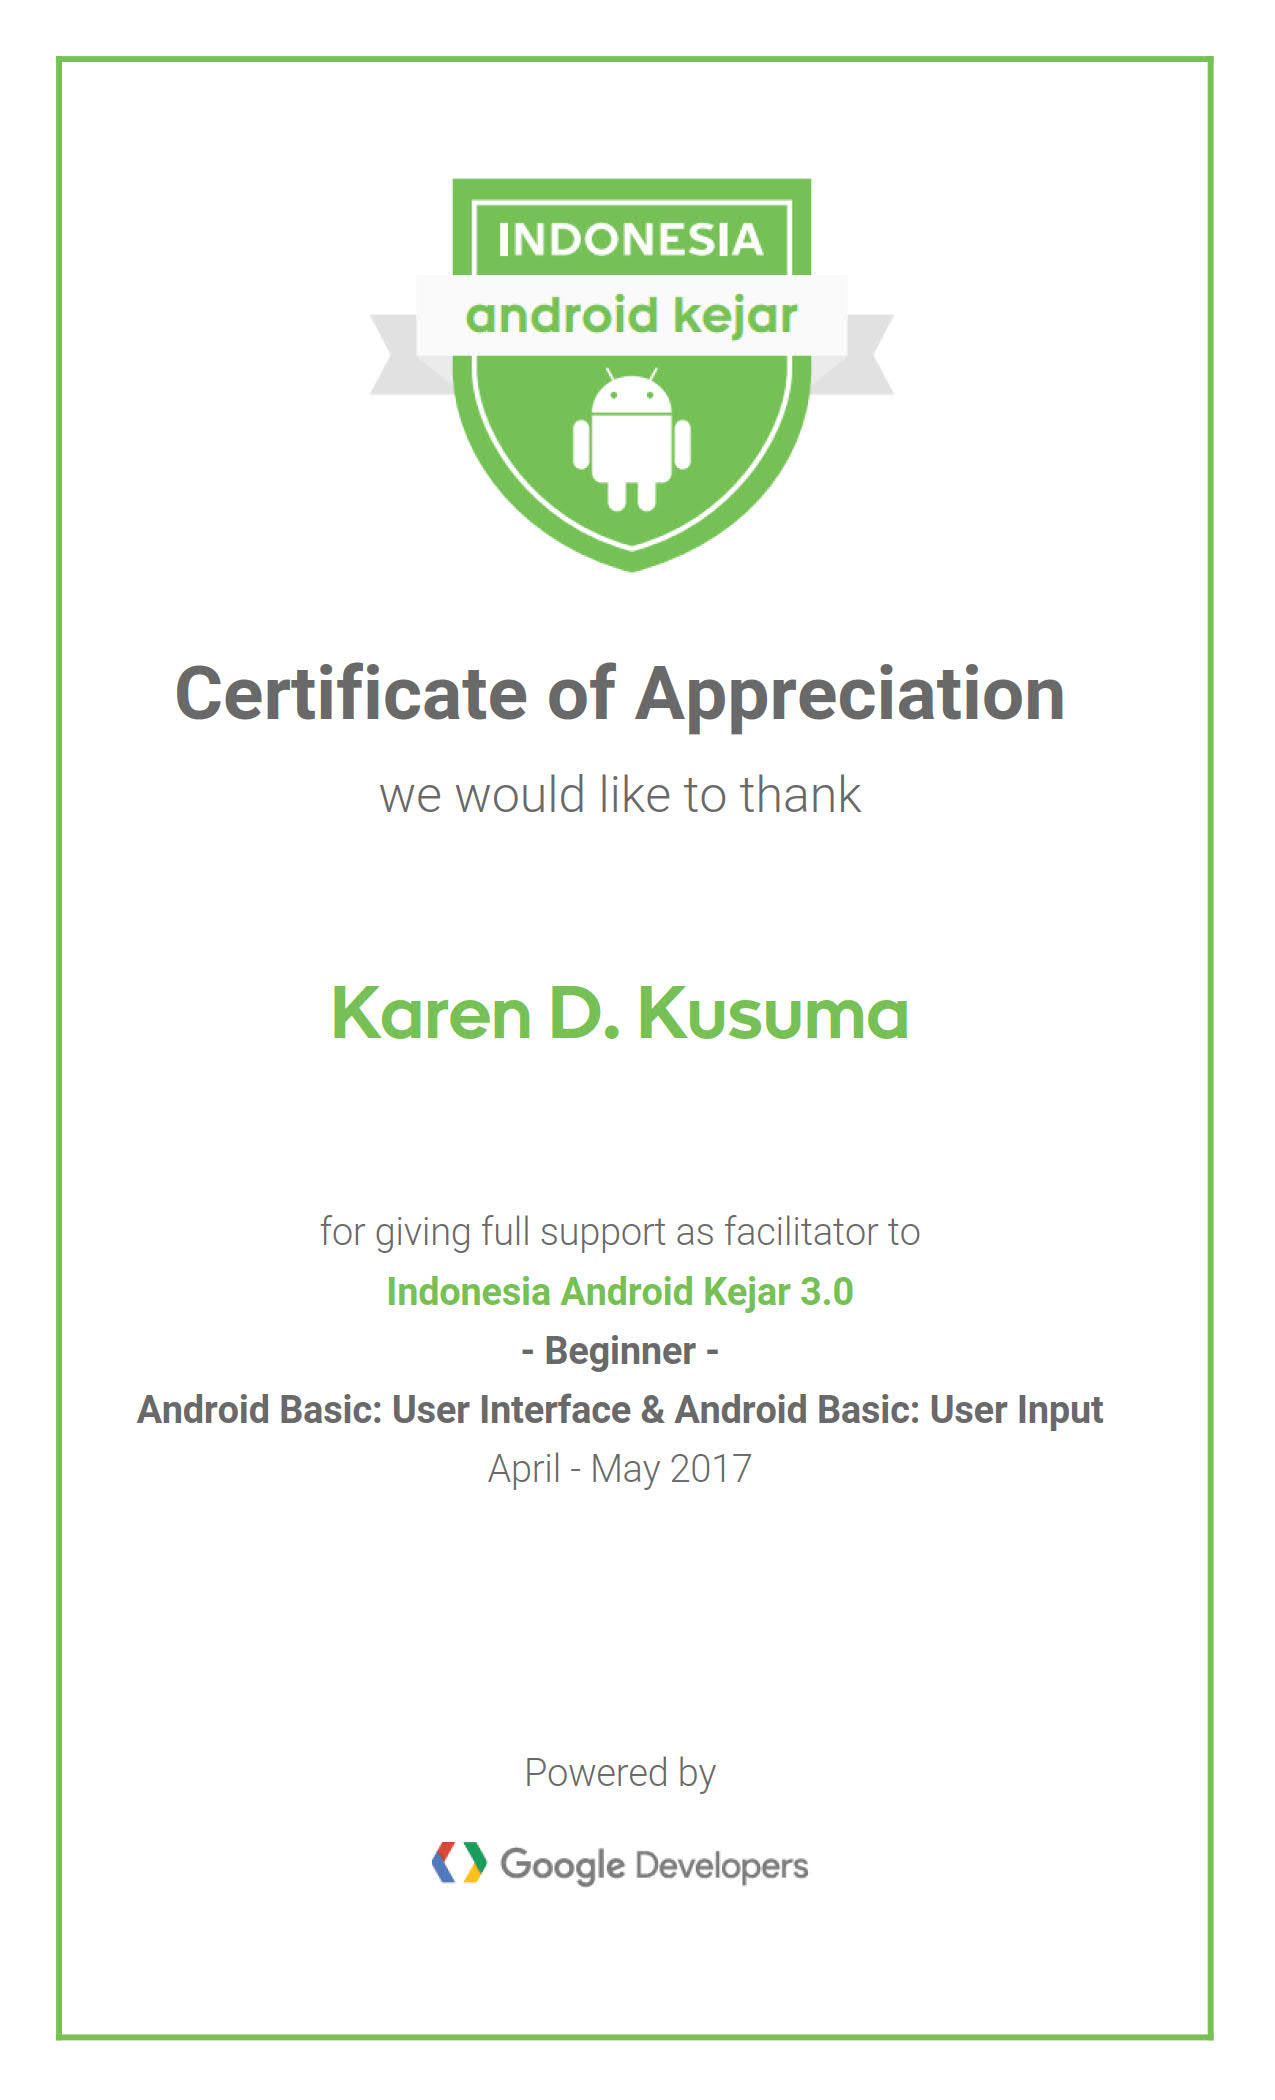 INDONESIA
android kejar
Certificate of Appreciation
we would like to thank
Karen D. Kusuma
for giving full support as facilitator to
Indonesia Android Kejar 3.0
- Beginner -
Android Basic: User Interface & Android Basic: User Input
April - May 2017
Powered by
Google Developers